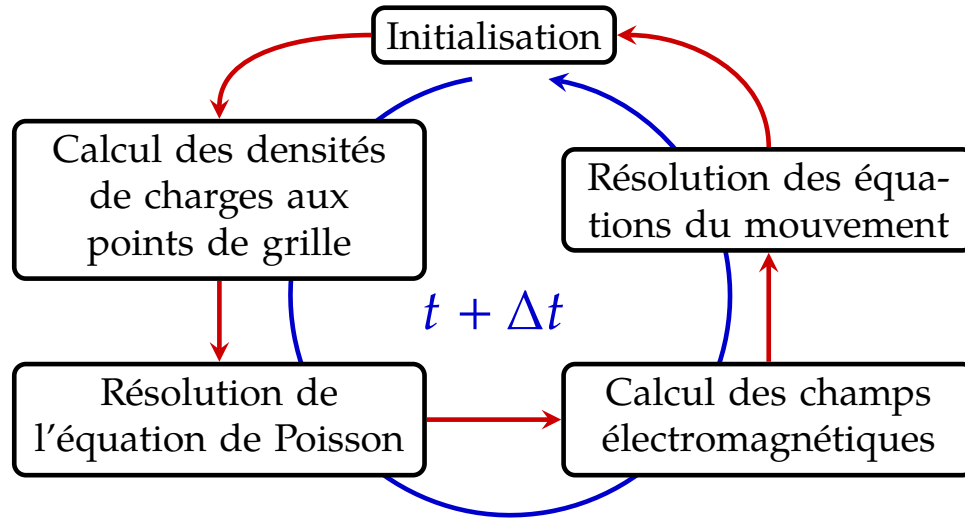 Initialisation
Calcul des densités
de charges aux
points de grille
Résolution des équa-
tions du mouvement
t + Δt
Résolution de
l'équation de Poisson
Calcul des champs
électromagnétiques